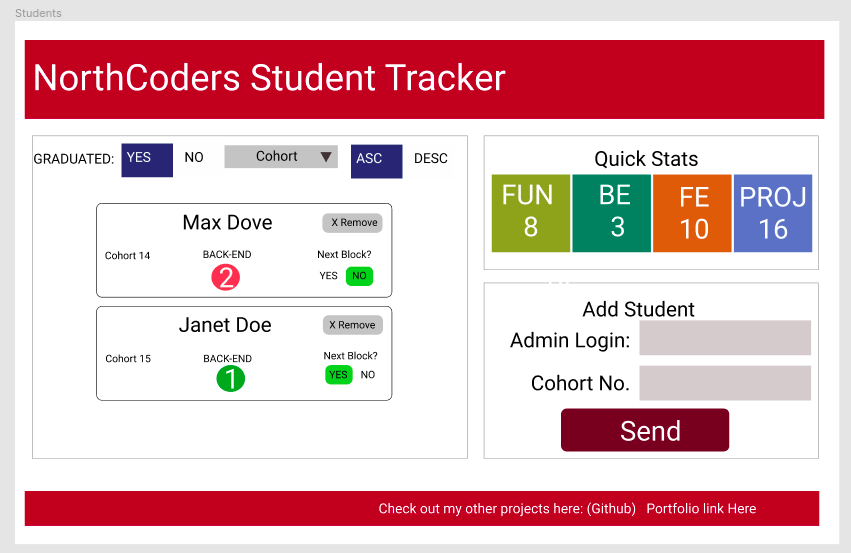 Students
NorthCoders Student Tracker
GRADUATED: YES NO Cohort ASC DESC
Max Dove X Remove
Cohort 14 BACK-END Next Block?
2 YES NO
Janet Doe X Remove
Cohort 15 BACK-END Next Block?
1 YES NO
Quick Stats
FUN BE FE PROJ
8 3 10 16
Add Student
Admin Login:
Cohort No.
Send
Check out my other projects here: (Github) Portfolio link Here